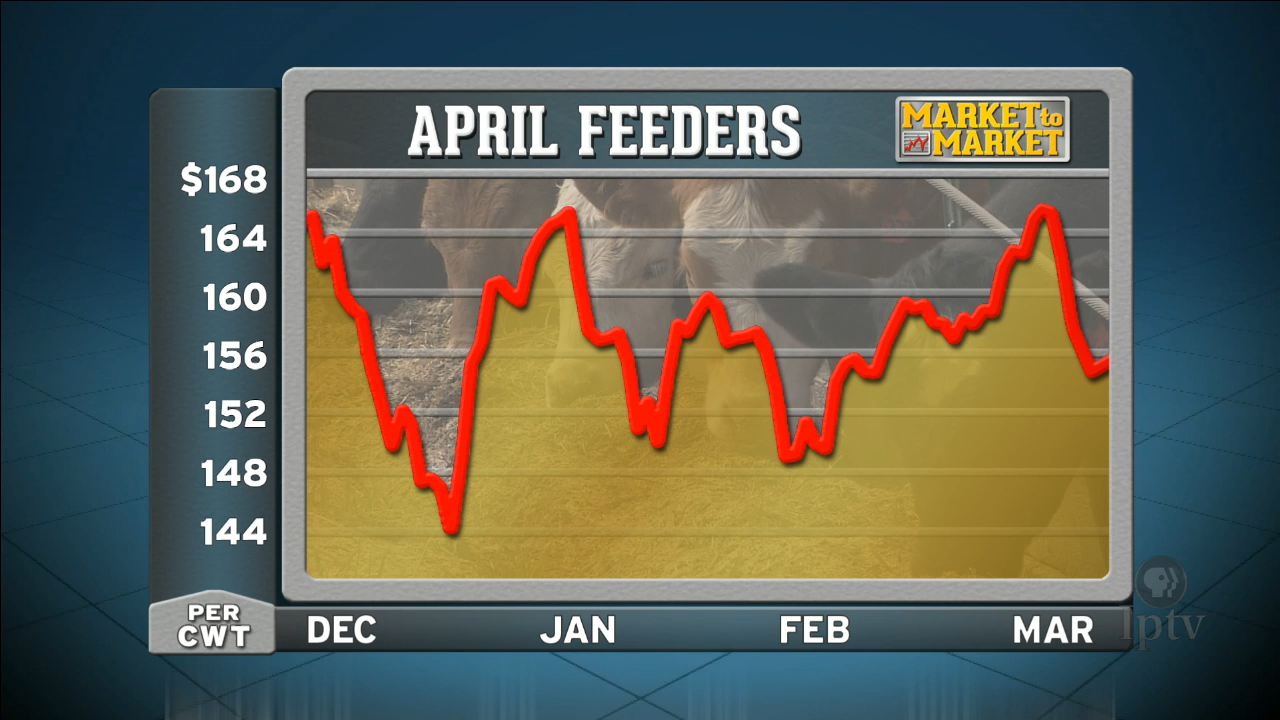 APRIL FEEDERS
MARKET to
MARKET
$168
164
160
156
152
148
144
PER
CWT
DEC JAN FEB MAR
iptv